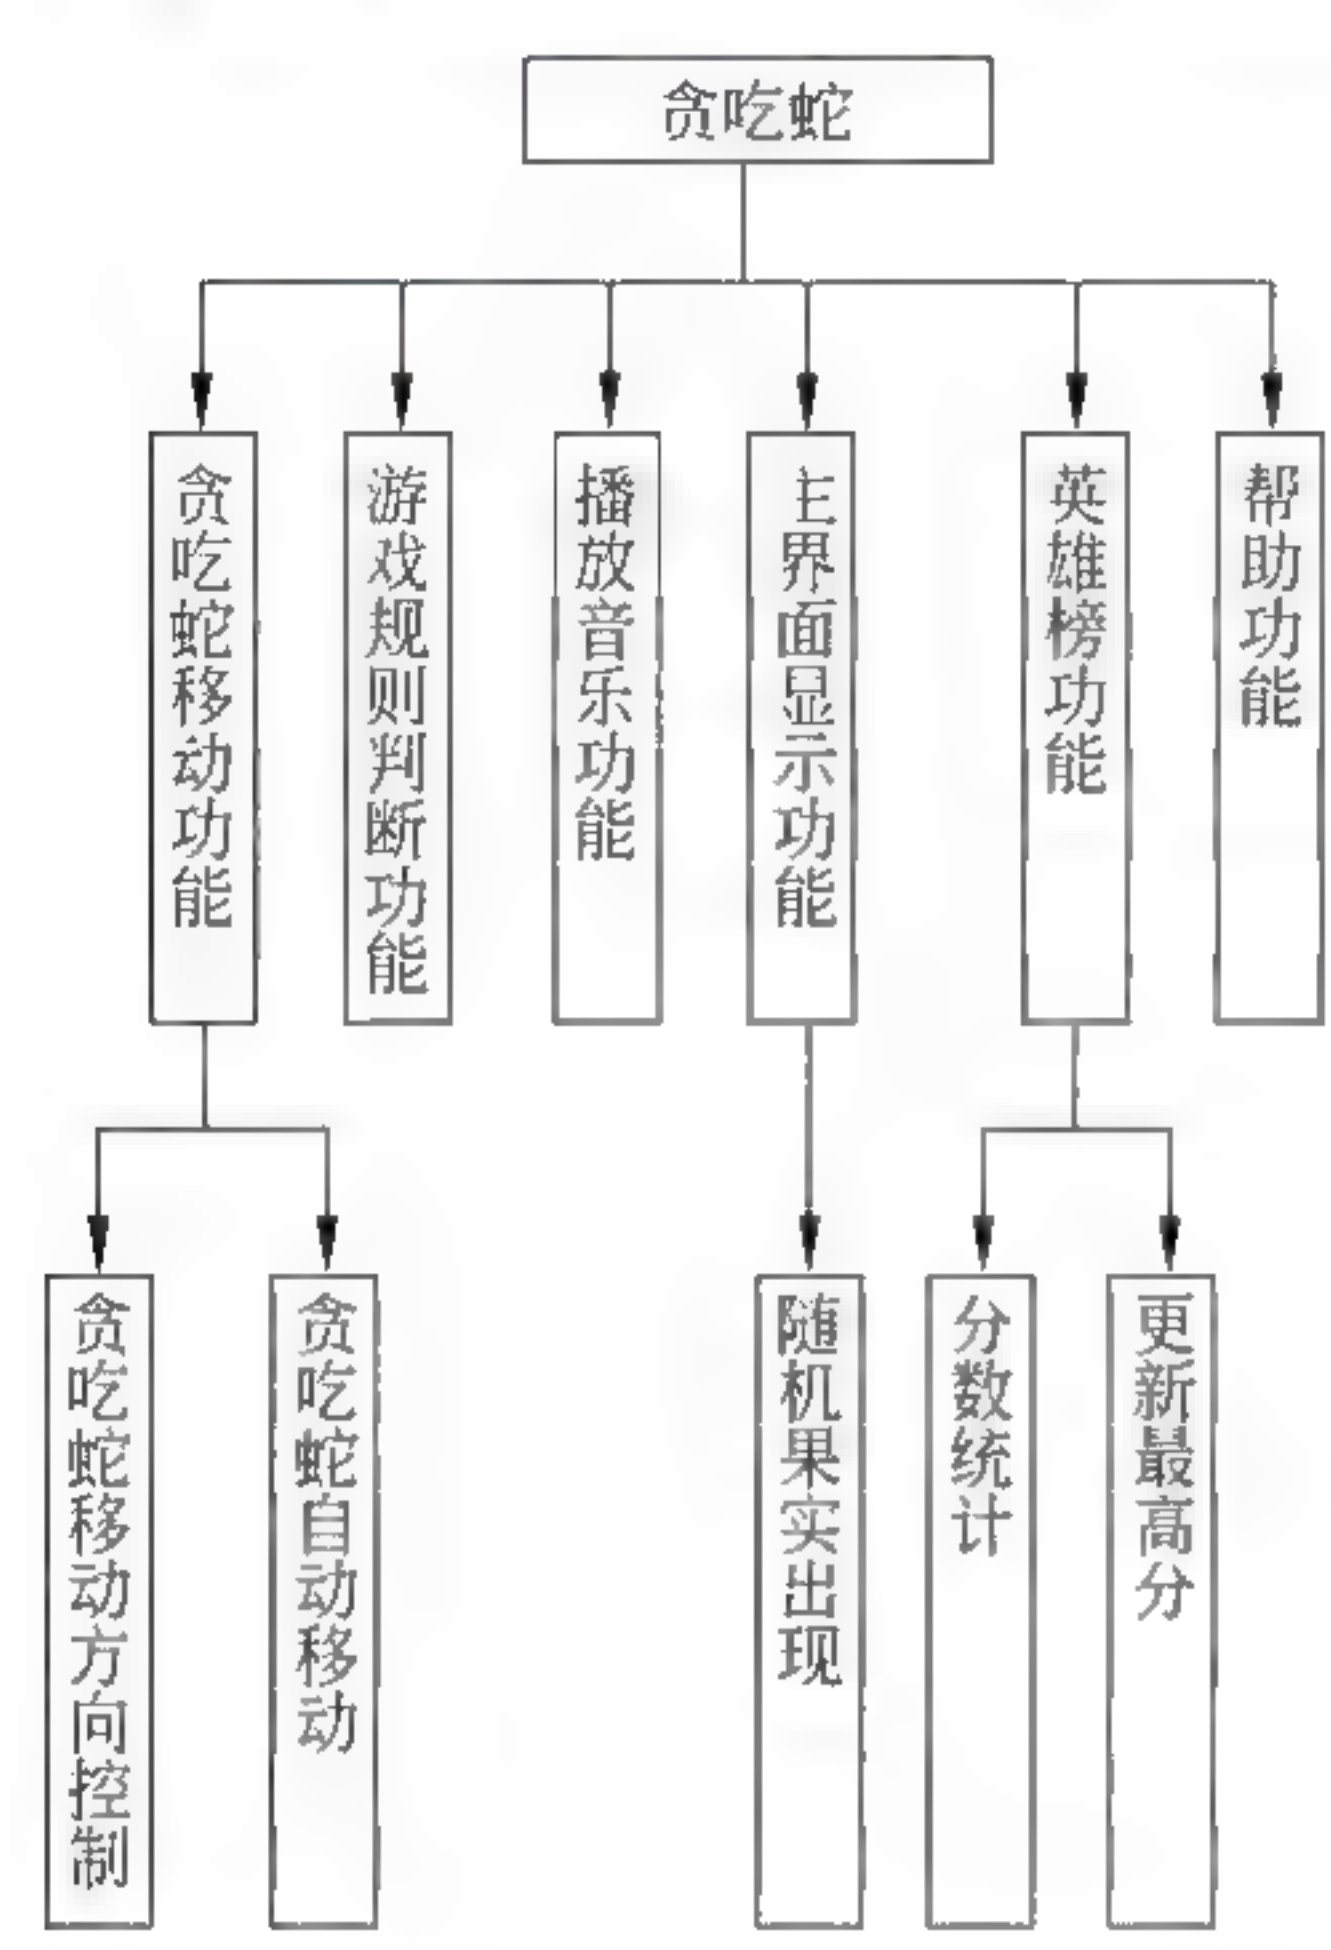 贪吃蛇
贪吃蛇移动功能
游戏规则判断功能
播放音乐功能
主界面显示功能
英雄榜功能
帮助功能
贪吃蛇移动方向控制
贪吃蛇自动移动
随机果实出现
分数统计
更新最高分